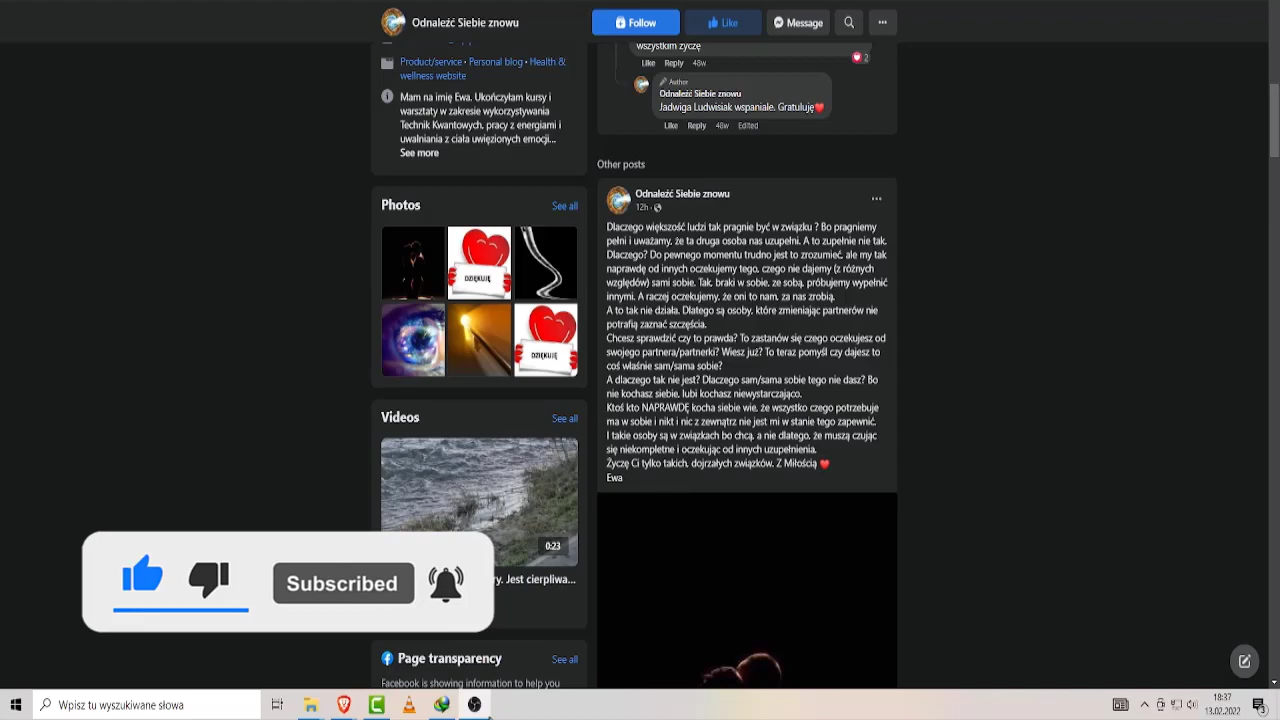 Odnaleźć Siebie znowu
Follow
Like
Message
Product/service · Personal blog · Health &
wellness website
Mam na imię Ewa. Ukończyłam kursy i
warsztaty w zakresie wykorzystywania
Technik Kwantowych, pracy z energiami i
uwalniania z ciała uwięzionych emocji...
See more
Photos
See all
DZIĘKUJĘ
DZIĘKUJĘ
Videos
See all
0:23
ry. Jest cierpliwa...
Page transparency
See all
Facebook is showing information to help you
wszystkim życzę
2
Like Reply 48w
Author
Odnaleźć Siebie znowu
Jadwiga Ludwisiak wspaniale. Gratuluję❤️
Like Reply 48w Edited
Other posts
Odnaleźć Siebie znowu
12h ·
Dlaczego większość ludzi tak pragnie być w związku ? Bo pragniemy
pełni i uważamy, że ta druga osoba nas uzupełni. A to zupełnie nie tak.
Dlaczego? Do pewnego momentu trudno jest to zrozumieć, ale my tak
naprawdę od innych oczekujemy tego, czego nie dajemy (z różnych
względów) sami sobie. Tak, braki w sobie, ze sobą, próbujemy wypełnić
innymi. A raczej oczekujemy, że oni to nam, za nas zrobią.
A to tak nie działa. Dlatego są osoby, które zmieniając partnerów nie
potrafią zaznać szczęścia.
Chcesz sprawdzić czy to prawda? To zastanów się czego oczekujesz od
swojego partnera/partnerki? Wiesz już? To teraz pomyśl czy dajesz to
coś właśnie sam/sama sobie?
A dlaczego tak nie jest? Dlaczego sam/sama sobie tego nie dasz? Bo
nie kochasz siebie, lubi kochasz niewystarczająco.
Ktoś kto NAPRAWDĘ kocha siebie wie, że wszystko czego potrzebuje
ma w sobie i nikt i nic z zewnątrz nie jest mi w stanie tego zapewnić.
I takie osoby są w związkach bo chcą, a nie dlatego, że muszą czując
się niekompletne i oczekując od innych uzupełnienia.
Życzę Ci tylko takich, dojrzałych związków. Z Miłością ❤️
Ewa
Subscribed
Wpisz tu wyszukiwane słowa
18:37
13.02.2022